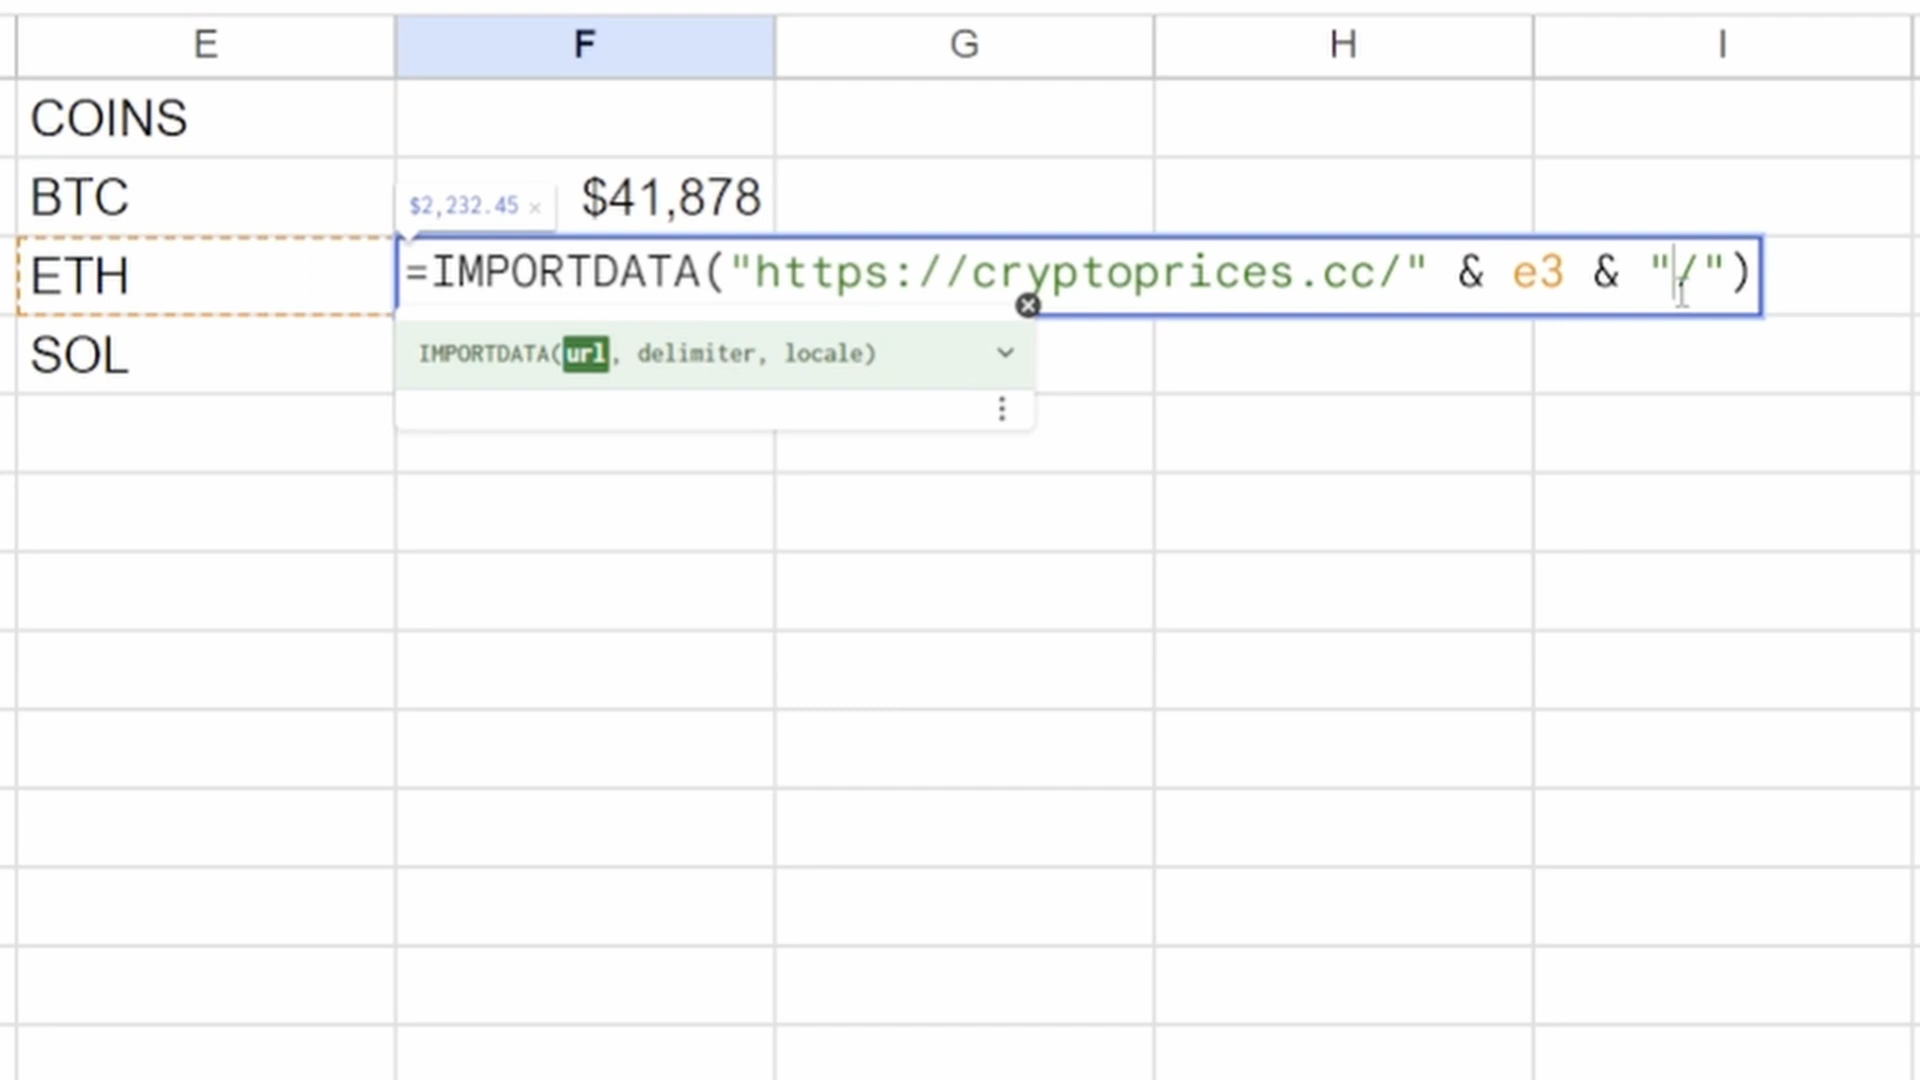 E F G H I
COINS
BTC $2,232.45 × $41,878
ETH =IMPORTDATA("https://cryptoprices.cc/" & e3 & "/")
IMPORTDATA(url, delimiter, locale)
SOL